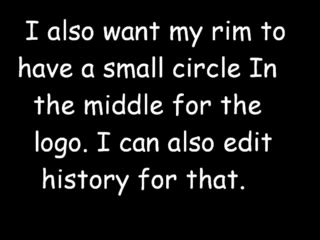 I also want my rim to
have a small circle In
the middle for the
logo. I can also edit
history for that.